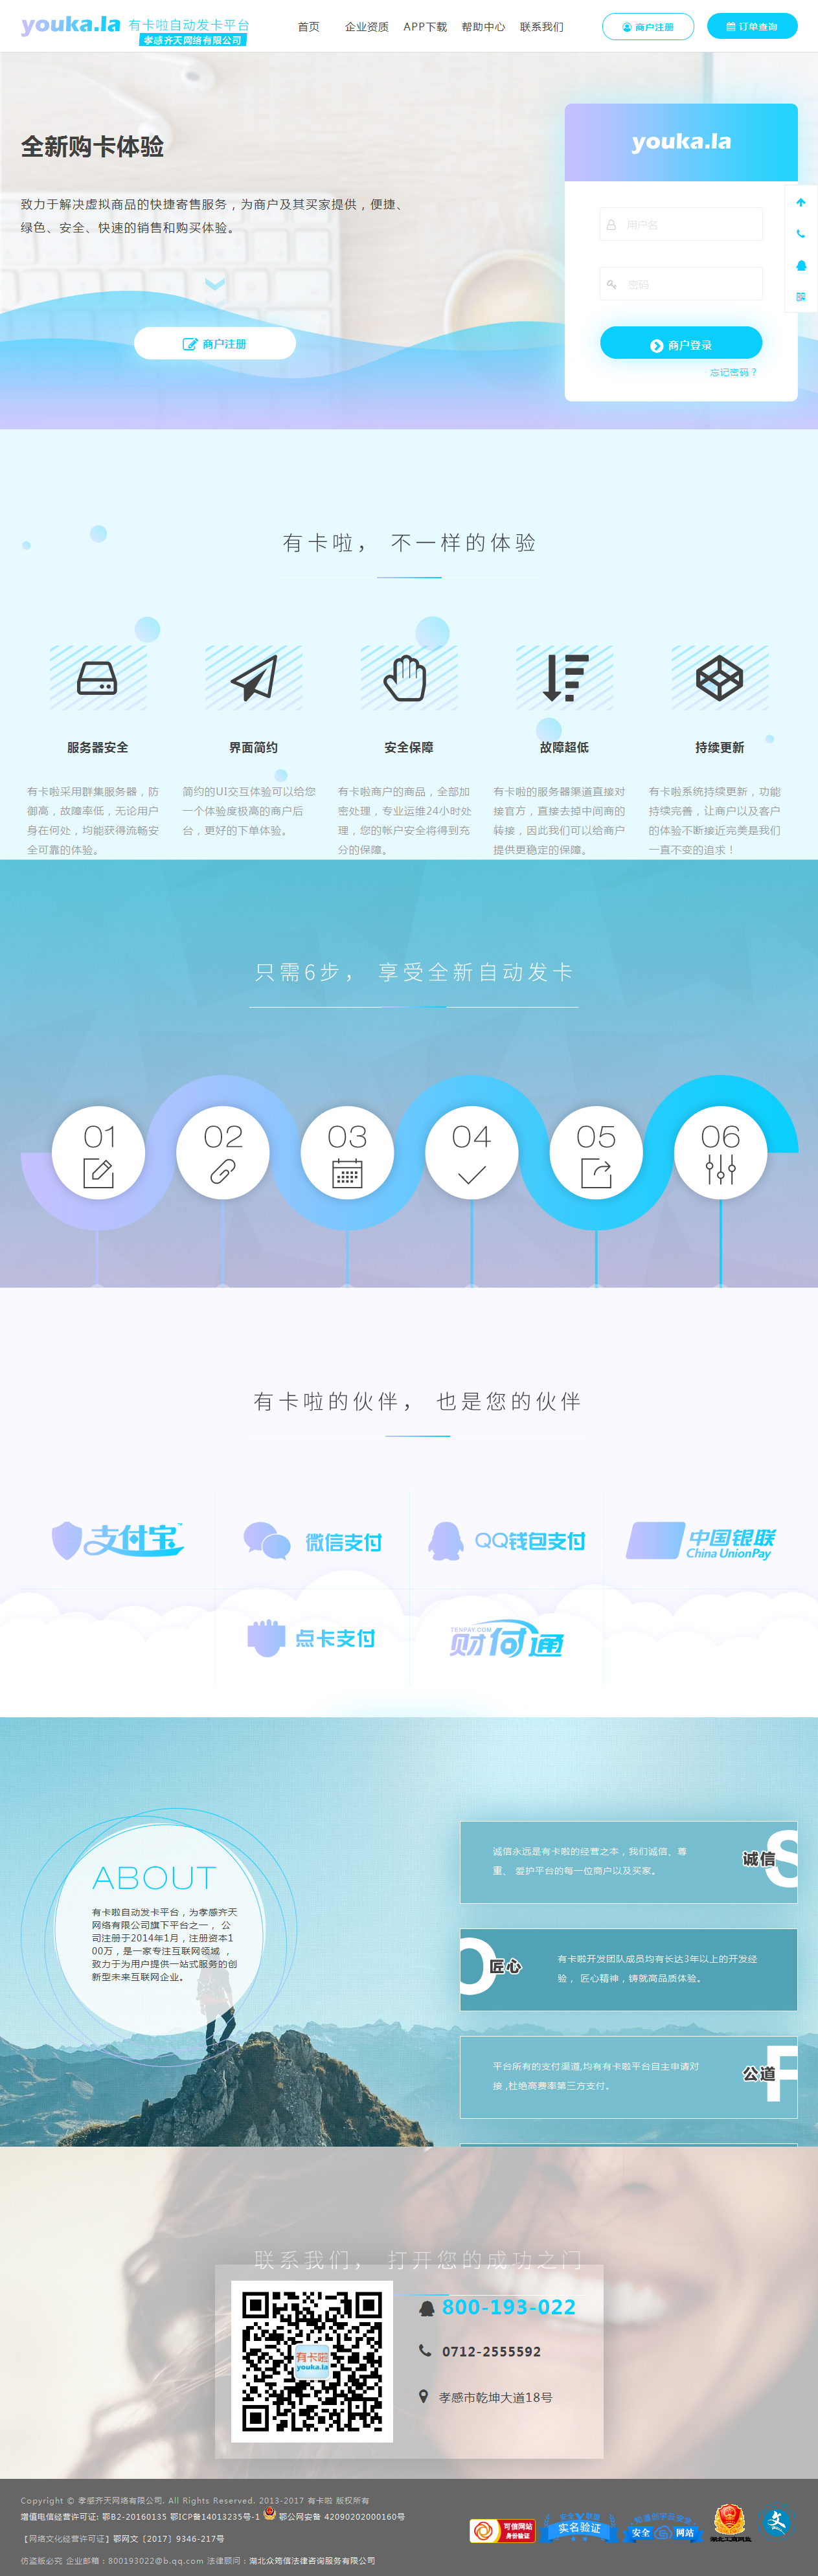 youka.la 有卡啦自动发卡平台
孝感齐天网络有限公司
首页 企业资质 APP下载 帮助中心 联系我们 商户注册 订单查询
全新购卡体验
致力于解决虚拟商品的快捷寄售服务，为商户及其买家提供，便捷、
绿色、安全、快速的销售和购买体验。
商户注册
youka.la
用户名
密码
商户登录
忘记密码？
有卡啦， 不一样的体验
服务器安全
有卡啦采用群集服务器，防
御高，故障率低，无论用户
身在何处，均能获得流畅安
全可靠的体验。
界面简约
简约的UI交互体验可以给您
一个体验度极高的商户后
台，更好的下单体验。
安全保障
有卡啦商户的商品，全部加
密处理，专业运维24小时处
理，您的帐户安全将得到充
分的保障。
故障超低
有卡啦的服务器渠道直接对
接官方，直接去掉中间商的
转接，因此我们可以给商户
提供更稳定的保障。
持续更新
有卡啦系统持续更新，功能
持续完善，让商户以及客户
的体验不断接近完美是我们
一直不变的追求！
只需6步， 享受全新自动发卡
01 02 03 04 05 06
有卡啦的伙伴， 也是您的伙伴
支付宝 微信支付 QQ钱包支付 中国银联
China UnionPay
点卡支付 TENPAY.COM
财付通
ABOUT
有卡啦自动发卡平台，为孝感齐天
网络有限公司旗下平台之一， 公
司注册于2014年1月，注册资本1
00万，是一家专注互联网领域 ，
致力于为用户提供一站式服务的创
新型未来互联网企业。
诚信永远是有卡啦的经营之本，我们诚信、尊
重、 爱护平台的每一位商户以及买家。
诚信
S
O
匠心
有卡啦开发团队成员均有长达3年以上的开发经
验， 匠心精神，铸就高品质体验。
平台所有的支付渠道,均有有卡啦平台自主申请对
接 ,杜绝高费率第三方支付。
公道
F
联系我们， 打开您的成功之门
有卡啦
youka.la
800-193-022
0712-2555592
孝感市乾坤大道18号
Copyright © 孝感齐天网络有限公司. All Rights Reserved. 2013-2017 有卡啦 版权所有
增值电信经营许可证: 鄂B2-20160135 鄂ICP备14013235号-1 鄂公网安备 42090202000160号
【网络文化经营许可证】鄂网文〔2017〕9346-217号
仿盗版必究 企业邮箱：800193022@b.qq.com 法律顾问：湖北众筠信法律咨询服务有限公司
可信网站
身份验证
实名验证
安全 网站